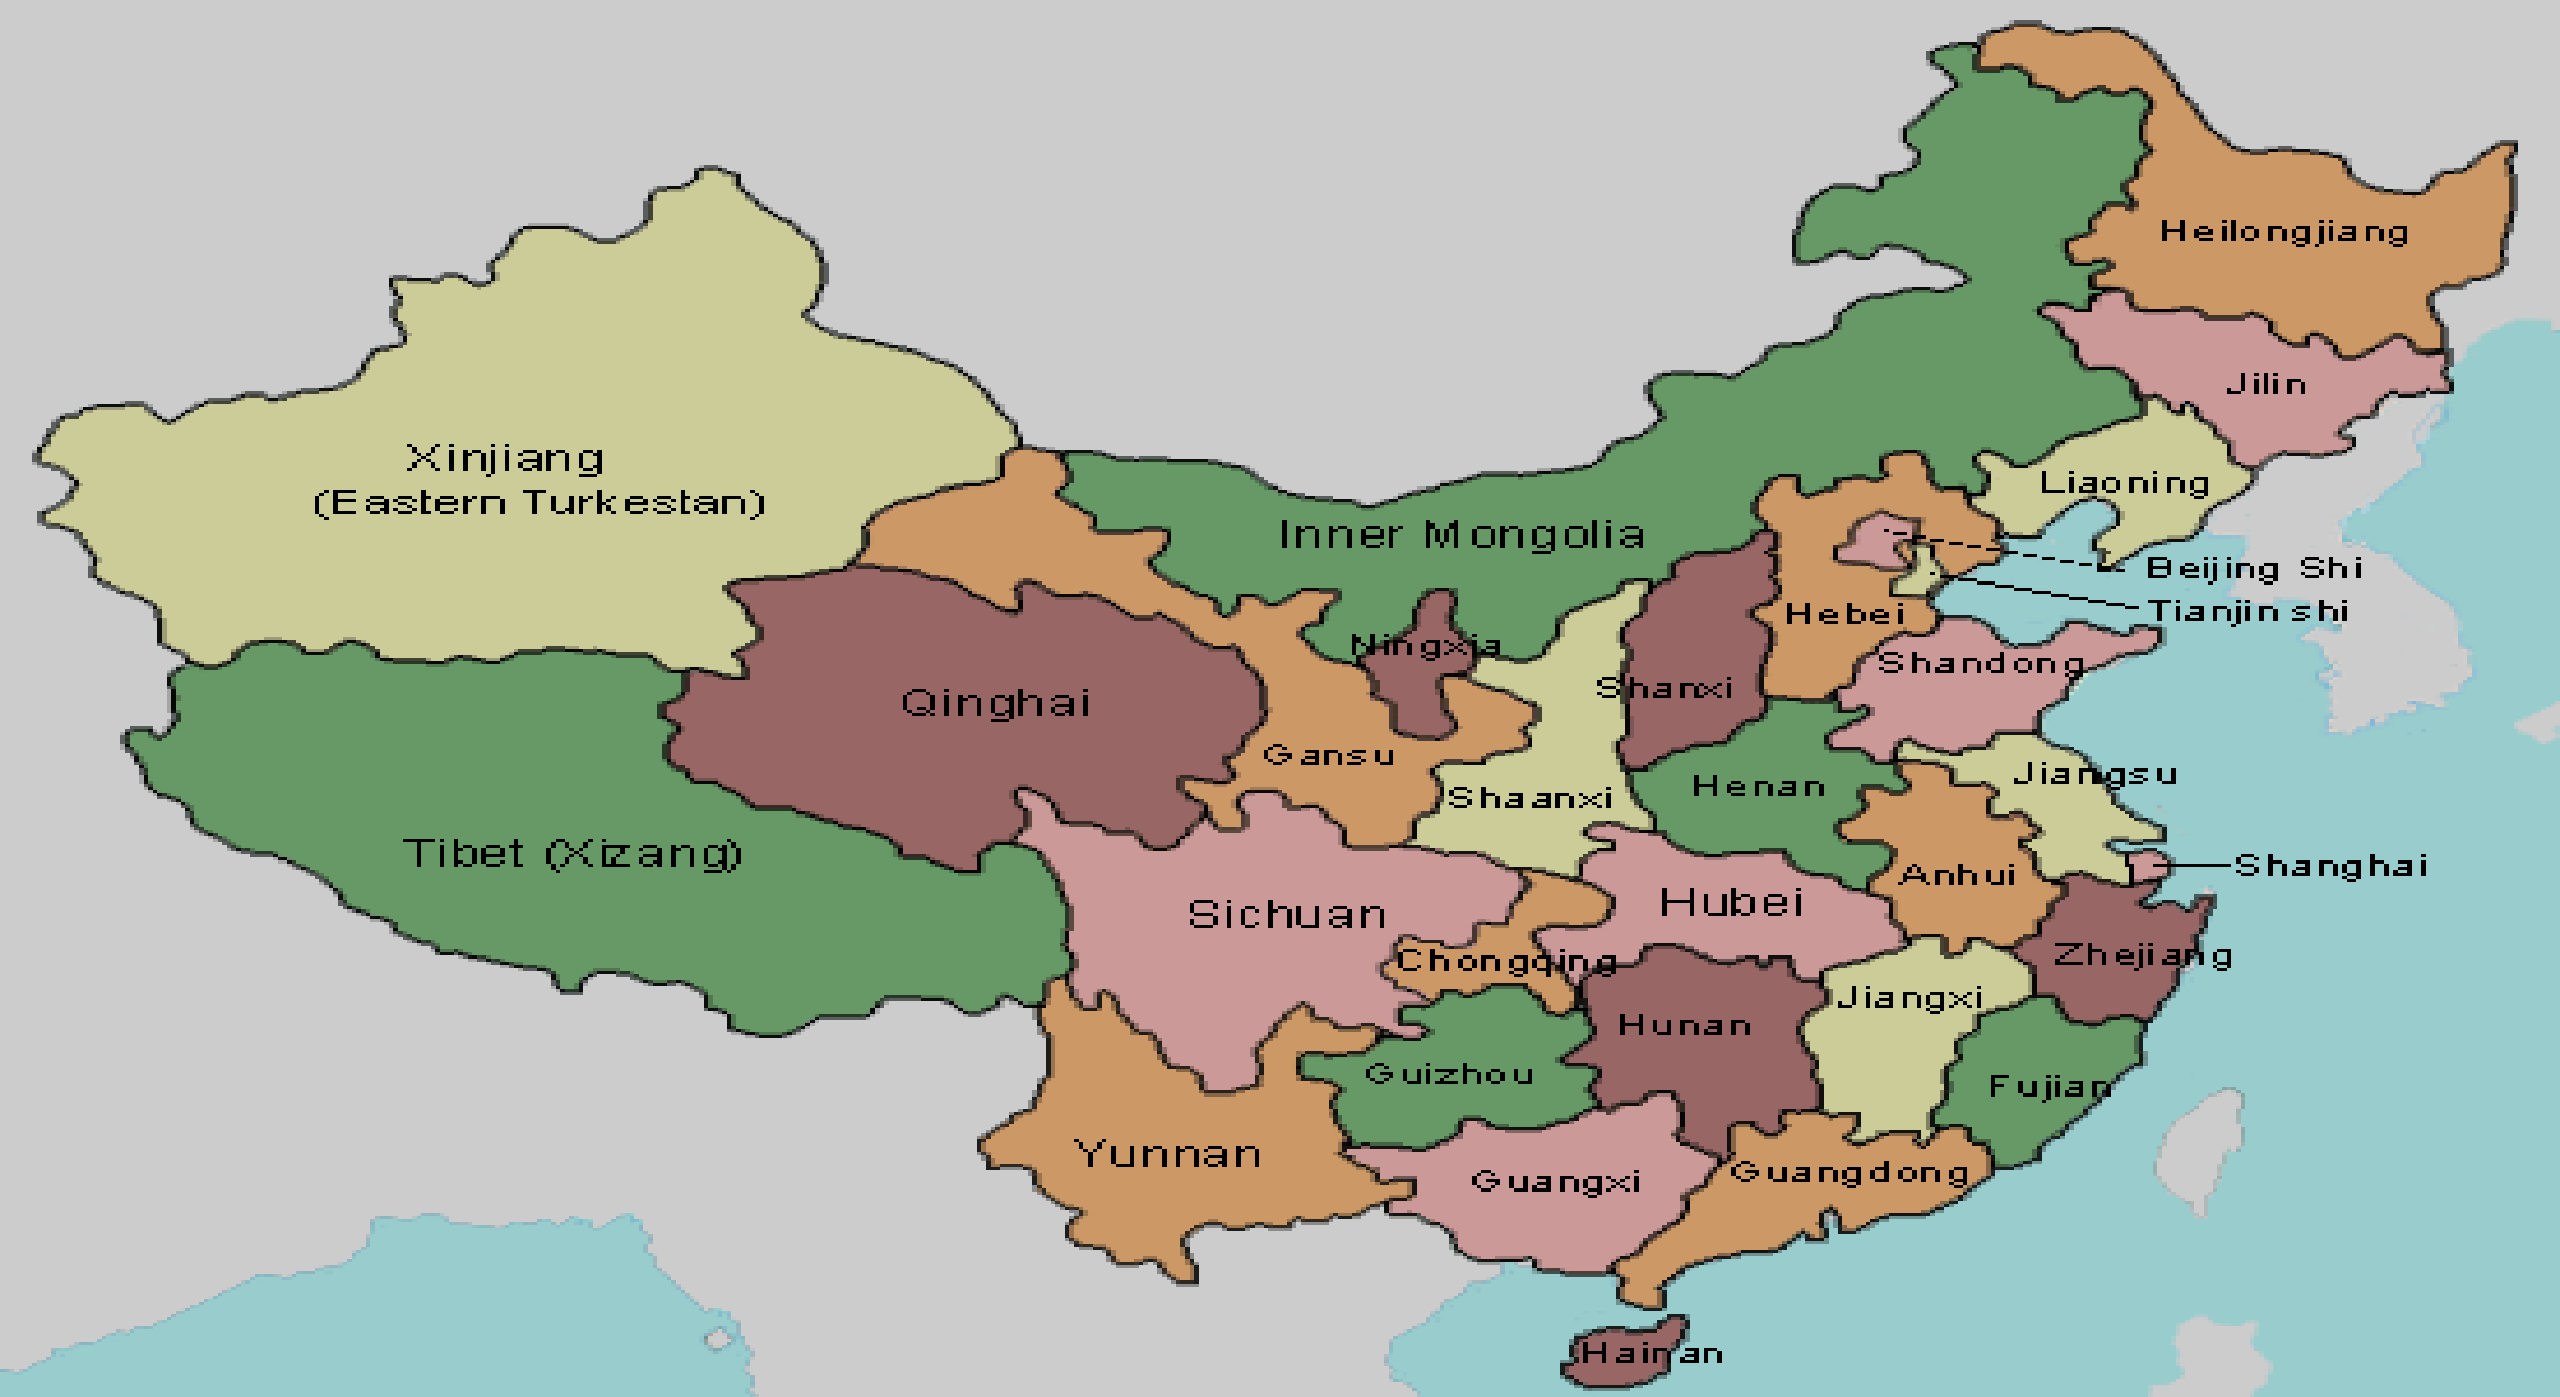 Heilongjiang
Jilin
Xinjiang
(Eastern Turkestan)
Liaoning
Inner Mongolia
Beijing Shi
Tianjin shi
Hebei
Ningxia
Shandong
Shanxi
Qinghai
Gansu
Jiangsu
Henan
Shaanxi
Tibet (Xizang)
Shanghai
Anhui
Hubei
Sichuan
Zhejiang
Chongqing
Jiangxi
Hunan
Guizhou
Fujian
Yunnan
Guangdong
Guangxi
Hainan